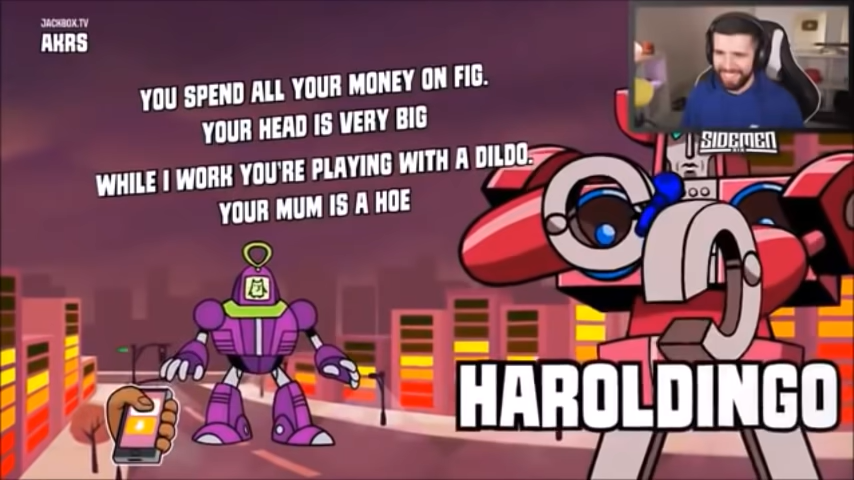 JACKBOX.TV
AKRS
YOU SPEND ALL YOUR MONEY ON FIG.
YOUR HEAD IS VERY BIG
WHILE I WORK YOU'RE PLAYING WITH A DILDO.
YOUR MUM IS A HOE
SIDEMEN
HAROLDINGO